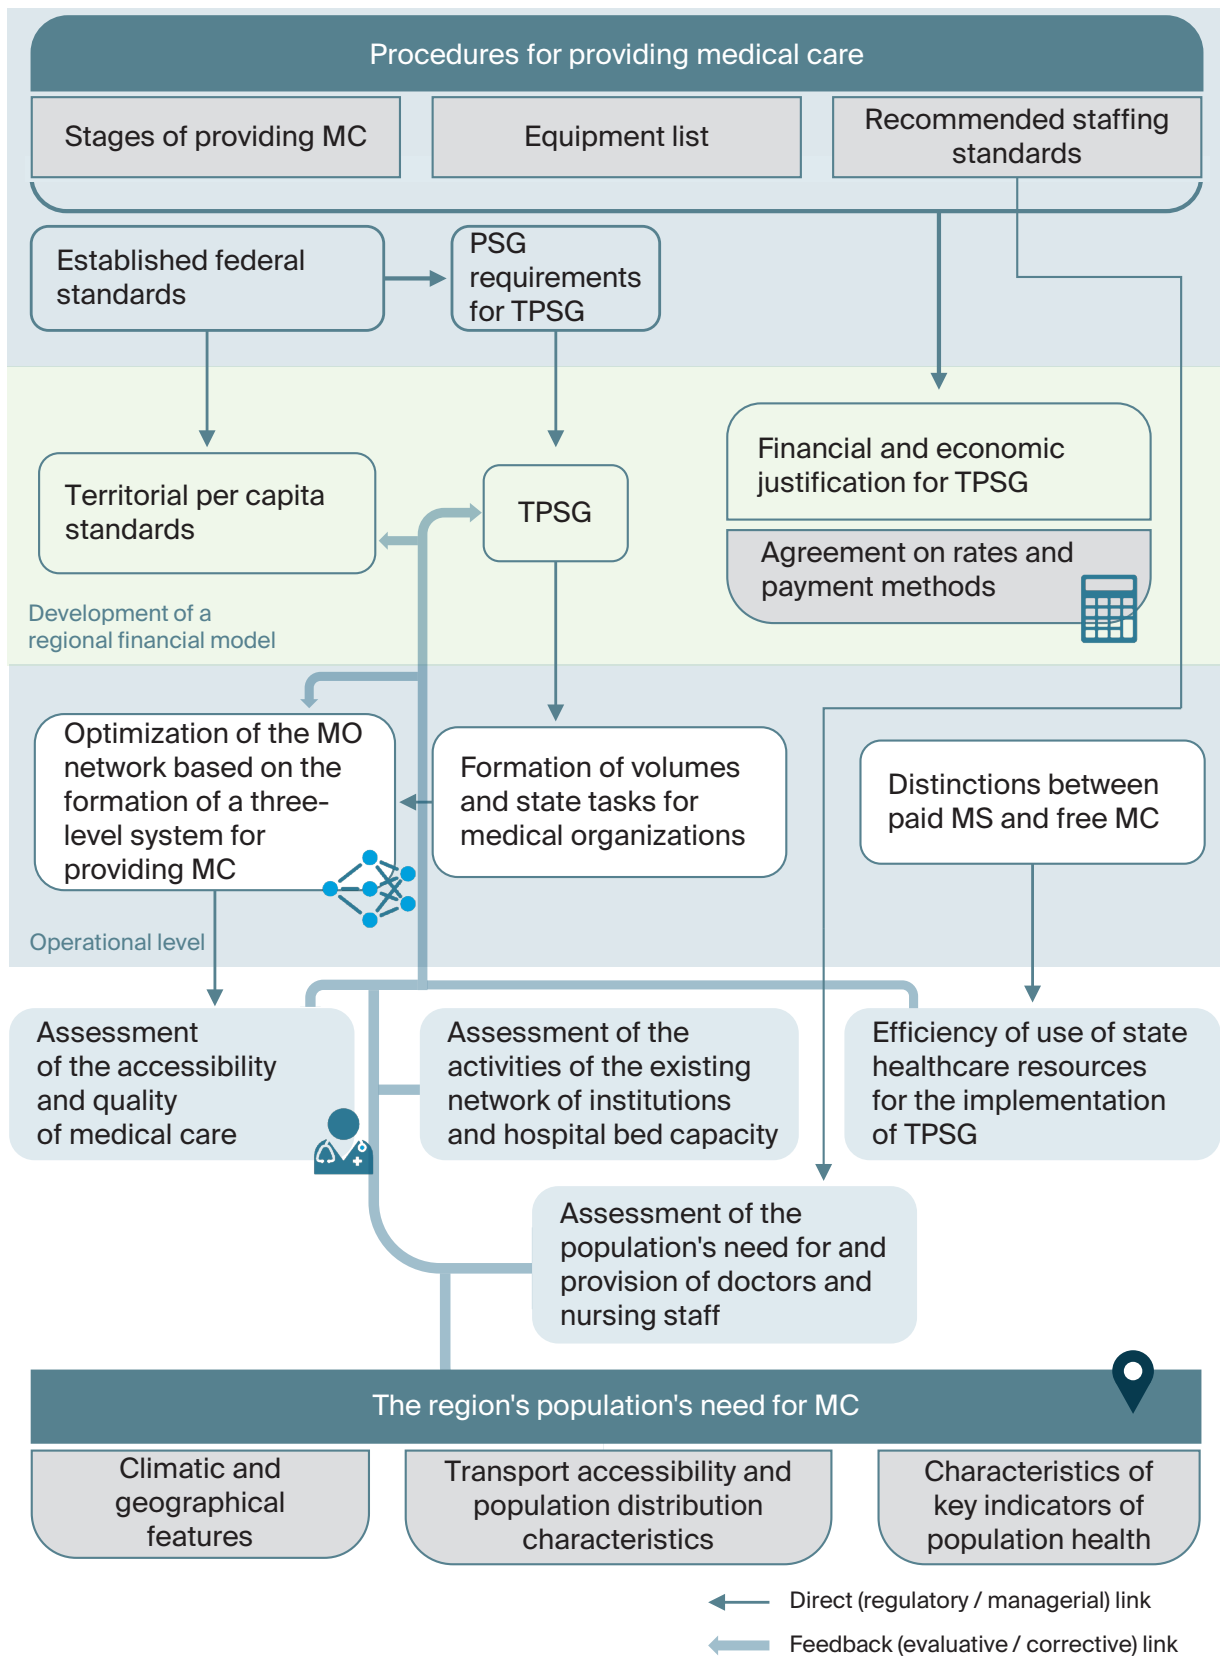 Procedures for providing medical care
Stages of providing MC
Equipment list
Recommended staffing
standards
Established federal
standards
PSG
requirements
for TPSG
Territorial per capita
standards
TPSG
Financial and economic
justification for TPSG
Agreement on rates and
payment methods
Development of a
regional financial model
Optimization of the MO
network based on the
formation of a three-
level system for
providing MC
Formation of volumes
and state tasks for
medical organizations
Distinctions between
paid MS and free MC
Operational level
Assessment
of the accessibility
and quality
of medical care
Assessment of the
activities of the existing
network of institutions
and hospital bed capacity
Efficiency of use of state
healthcare resources
for the implementation
of TPSG
Assessment of the
population's need for and
provision of doctors and
nursing staff
The region's population's need for MC
Climatic and
geographical
features
Transport accessibility and
population distribution
characteristics
Characteristics of
key indicators of
population health
Direct (regulatory / managerial) link
Feedback (evaluative / corrective) link